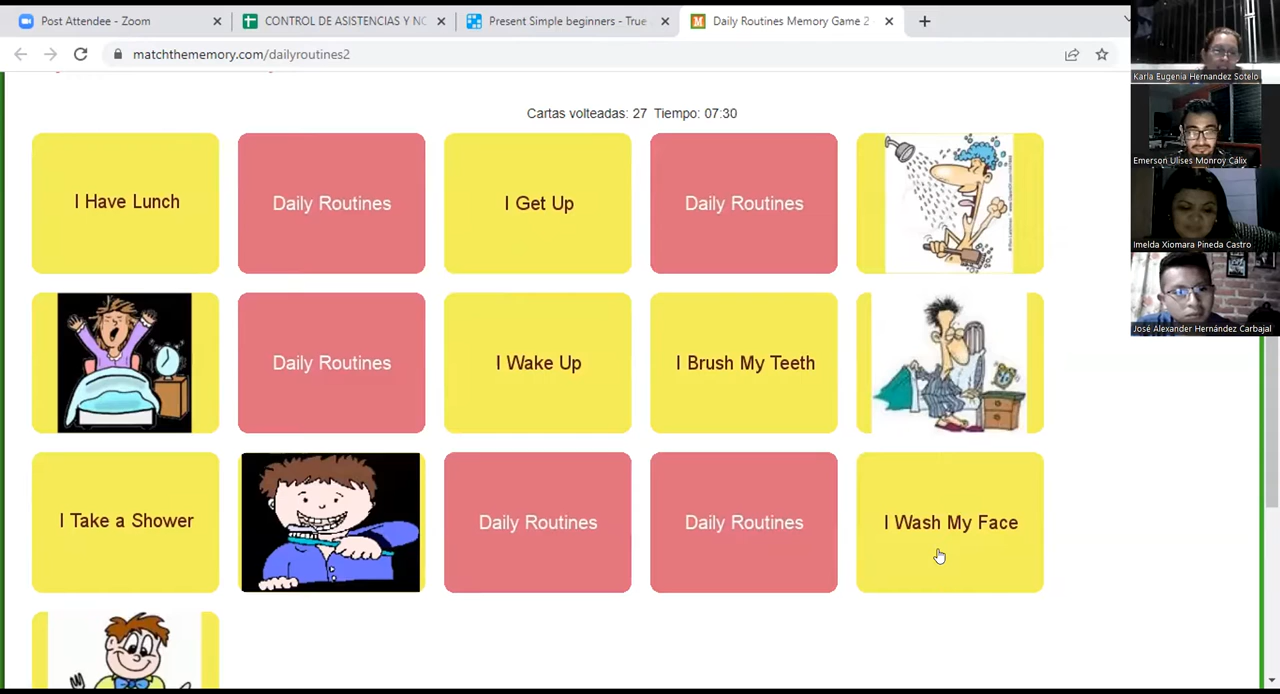 Post Attendee - Zoom
CONTROL DE ASISTENCIAS Y NO
Present Simple beginners - True
Daily Routines Memory Game 2 -
matchthememory.com/dailyroutines2
Karla Eugenia Hernandez Sotelo
Emerson Ulises Monroy Cálix
Imelda Xiomara Pineda Castro
José Alexander Hernández Carbajal
Cartas volteadas: 27 Tiempo: 07:30
I Have Lunch
Daily Routines
I Get Up
Daily Routines
Daily Routines
I Wake Up
I Brush My Teeth
I Take a Shower
Daily Routines
Daily Routines
I Wash My Face